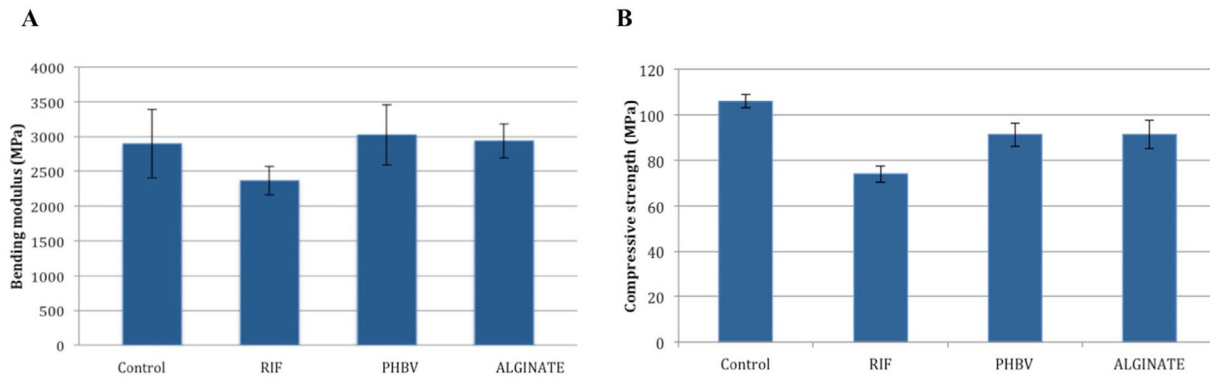 A
Bending modulus (MPa)
4000
3500
3000
2500
2000
1500
1000
500
0
Control RIF PHBV ALGINATE
B
Compressive strength (MPa)
120
100
80
60
40
20
0
Control RIF PHBV ALGINATE